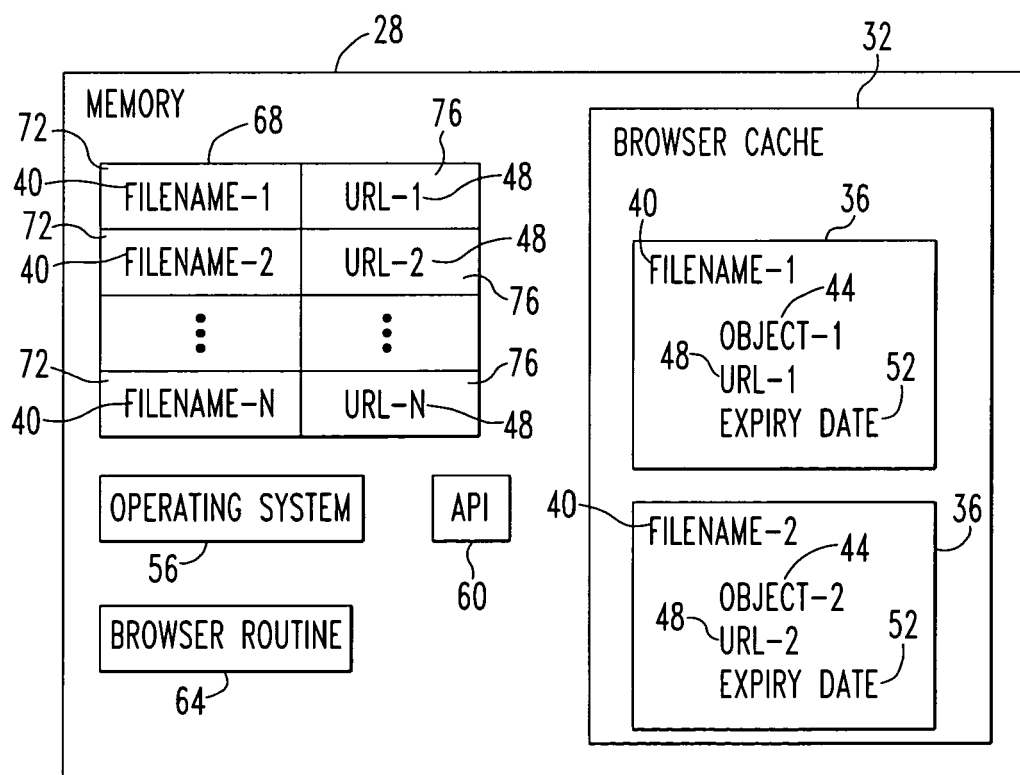 28
32
MEMORY
BROWSER CACHE
72
68
76
40 FILENAME-1 URL-1 48
72
40 FILENAME-2 URL-2 48
76
72
76
40 FILENAME-N URL-N 48
OPERATING SYSTEM
56
API
60
BROWSER ROUTINE
64
40
36
FILENAME-1
44
OBJECT-1
48 URL-1
52
EXPIRY DATE
40
36
FILENAME-2
44
OBJECT-2
48 URL-2
52
EXPIRY DATE